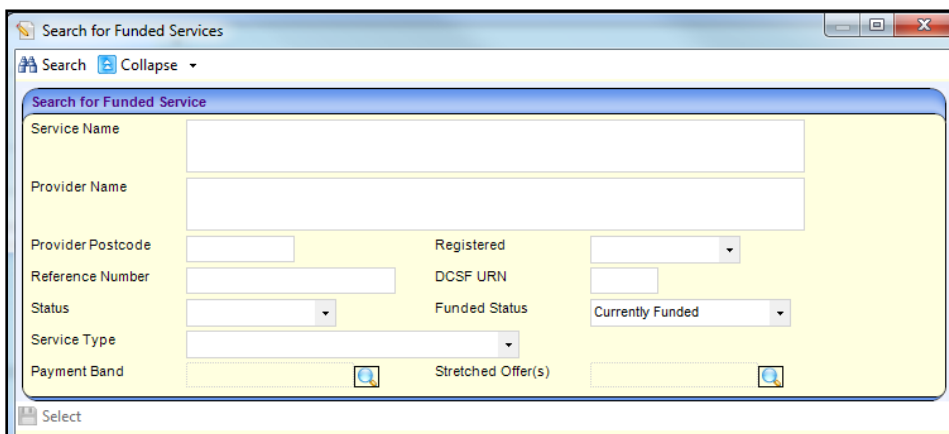 Search for Funded Services
Search Collapse
Search for Funded Service
Service Name
Provider Name
Provider Postcode Registered
Reference Number DCSF URN
Status Funded Status Currently Funded
Service Type
Payment Band Stretched Offer(s)
Select